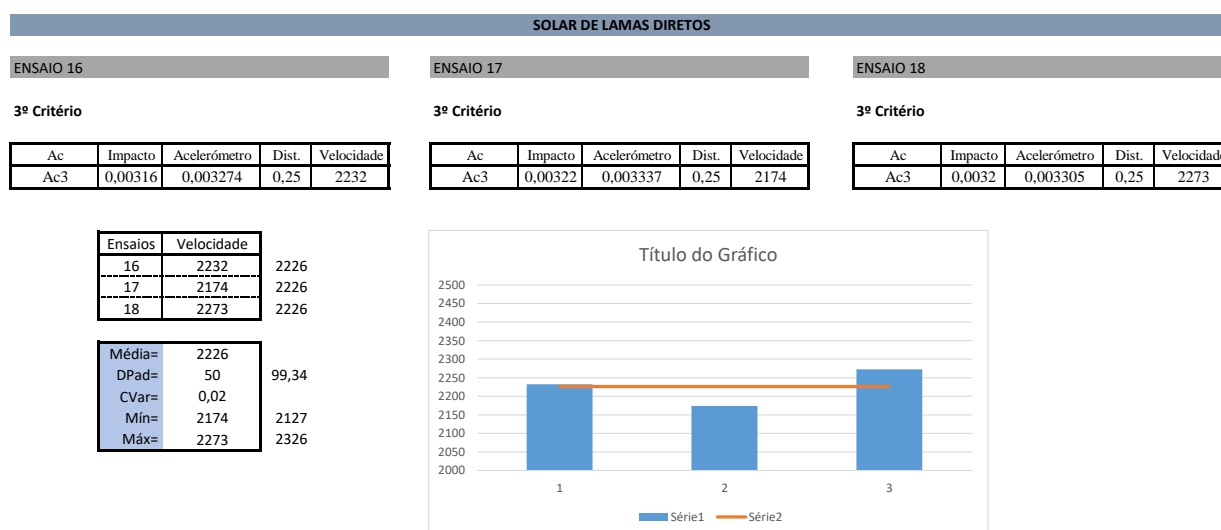 SOLAR DE LAMAS DIRETOS
ENSAIO 16 ENSAIO 17 ENSAIO 18
3º Critério 3º Critério 3º Critério
Ac Impacto Acelerómetro Dist. Velocidade Ac Impacto Acelerómetro Dist. Velocidade Ac Impacto Acelerómetro Dist. Velocidade
Ac3 0,00316 0,003274 0,25 2232 Ac3 0,00322 0,003337 0,25 2174 Ac3 0,0032 0,003305 0,25 2273
Ensaios Velocidade
16 2232 2226
17 2174 2226
18 2273 2226
Média= 2226
DPad= 50 99,34
CVar= 0,02
Mín= 2174 2127
Máx= 2273 2326
Título do Gráfico
2500
2450
2400
2350
2300
2250
2200
2150
2100
2050
2000
1 2 3
Série1 Série2